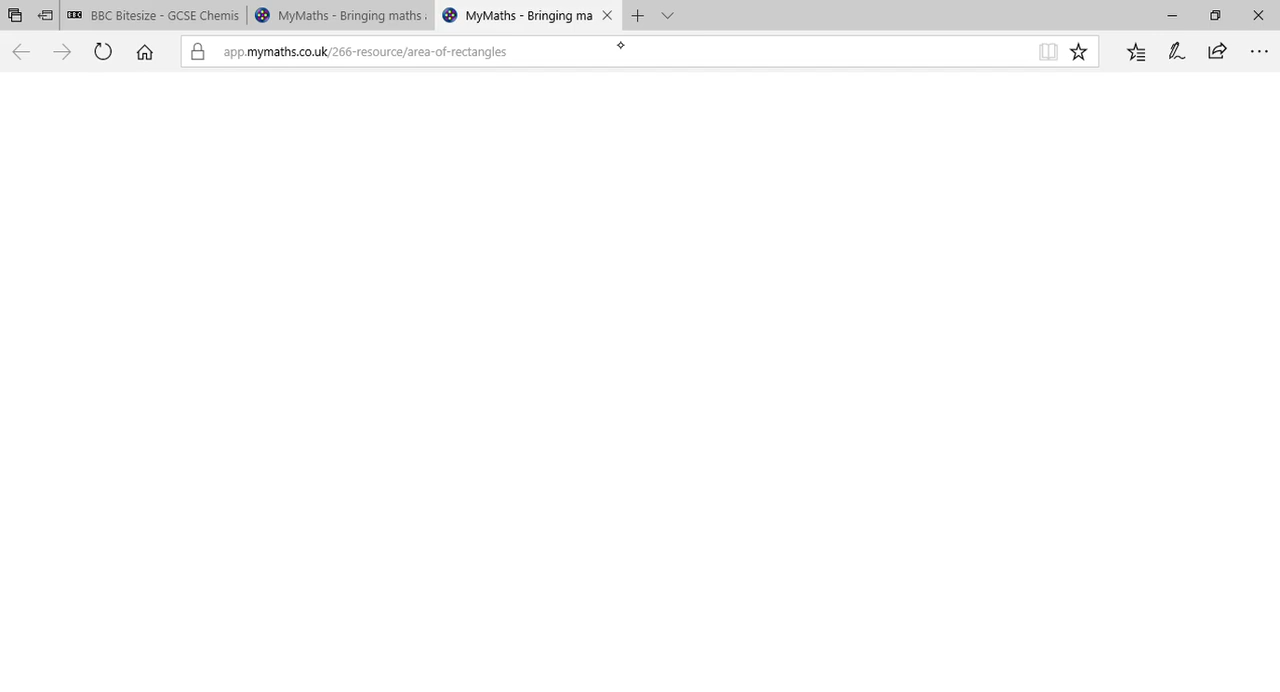 BBC BBC Bitesize - GCSE Chemis
MyMaths - Bringing maths a
MyMaths - Bringing ma
app.mymaths.co.uk/266-resource/area-of-rectangles